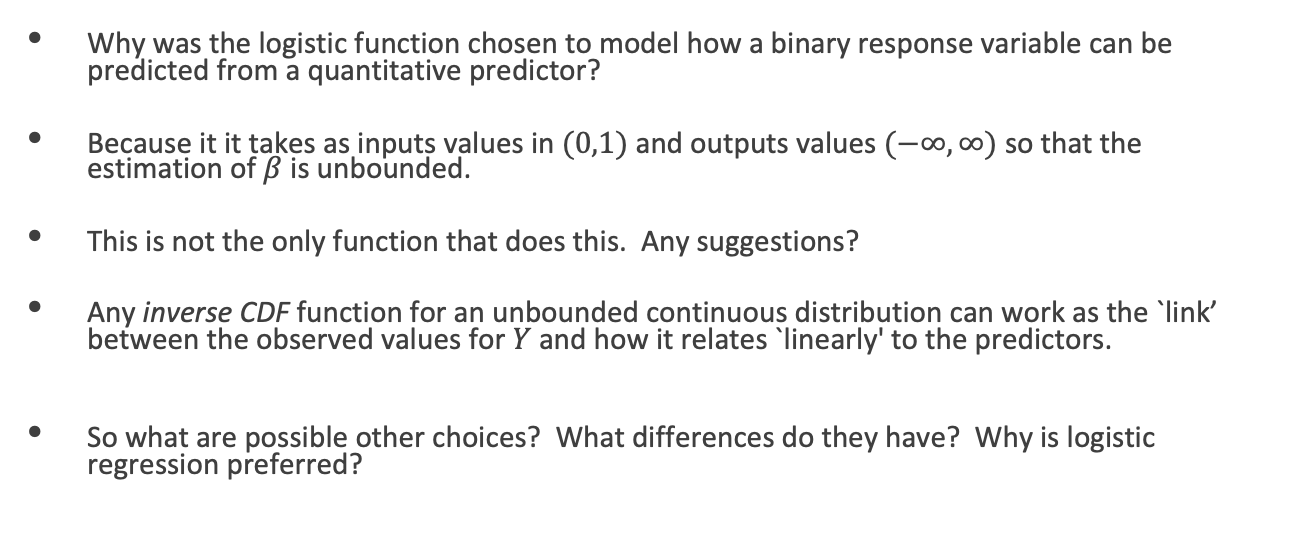 • Why was the logistic function chosen to model how a binary response variable can be
predicted from a quantitative predictor?
• Because it it takes as inputs values in (0,1) and outputs values (−∞, ∞) so that the
estimation of β is unbounded.
• This is not the only function that does this.  Any suggestions?
• Any inverse CDF function for an unbounded continuous distribution can work as the `link’
between the observed values for Y and how it relates `linearly' to the predictors.
• So what are possible other choices?  What differences do they have?  Why is logistic
regression preferred?